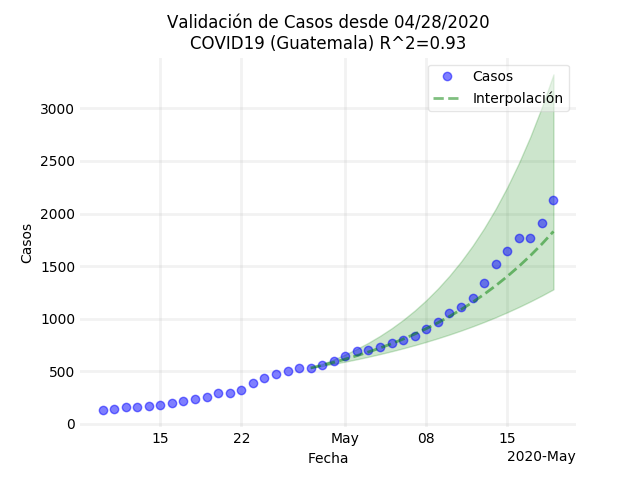 Validación de Casos desde 04/28/2020
COVID19 (Guatemala) R^2=0.93
Casos
Interpolación
3000
2500
2000
1500
1000
500
0
Casos
15
22
May
08
15
Fecha
2020-May